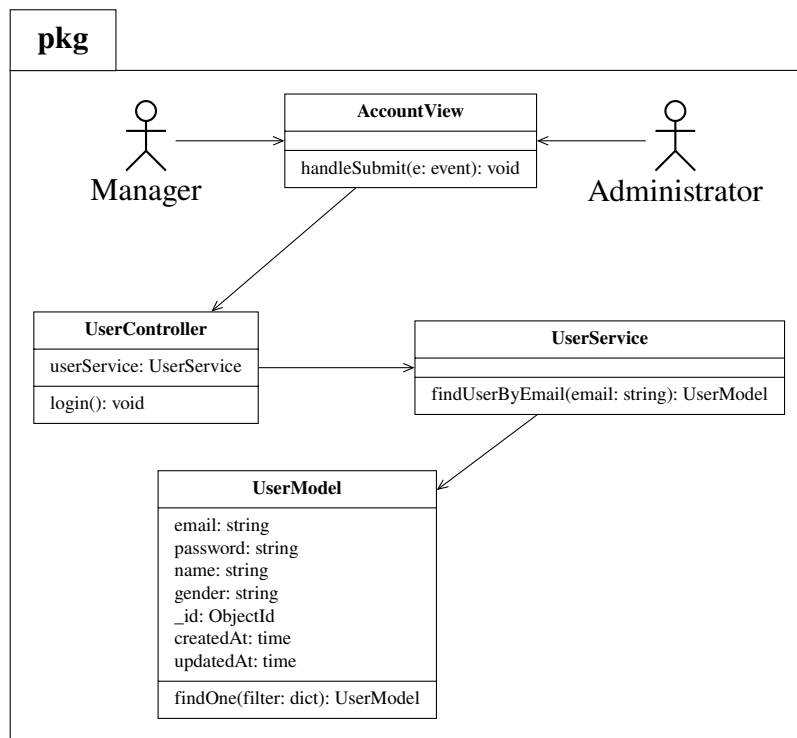 pkg
AccountView
handleSubmit(e: event): void
Manager
Administrator
UserController
userService: UserService
login(): void
UserService
findUserByEmail(email: string): UserModel
UserModel
email: string
password: string
name: string
gender: string
_id: ObjectId
createdAt: time
updatedAt: time
findOne(filter: dict): UserModel